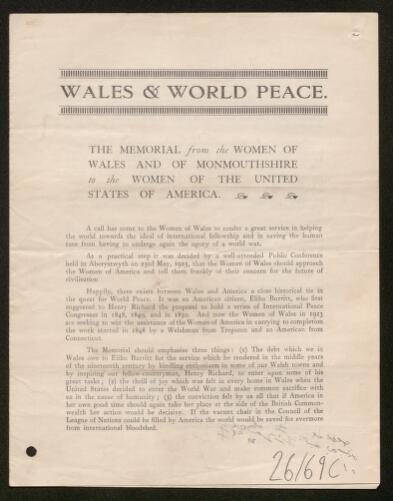 WALES & WORLD PEACE.
THE MEMORIAL from the WOMEN OF
WALES AND OF MONMOUTHSHIRE
to the WOMEN OF THE UNITED
STATES OF AMERICA.
A call has come to the Women of Wales to render a great service in helping
the world towards the ideal of international fellowship and in saving the human
race from having to undergo again the agony of a world war.
As a practical step it was decided by a well-attended Public Conference
held in Aberystwyth on 23rd May, 1923, that the Women of Wales should approach
the Women of America and tell them frankly of their concern for the future of
civilisation.
Happily, there exists between Wales and America a close historical tie in
the quest for World Peace. It was an American citizen, Elihu Burritt, who first
suggested to Henry Richard the proposal to hold a series of International Peace
Congresses in 1848, 1849, and in 1850. And now the Women of Wales in 1923
are seeking to win the assistance of the Women of America in carrying to completion
the work started in 1848 by a Welshman from Tregaron and an American from
Connecticut.
The Memorial should emphasise three things: (1) The debt which we in
Wales owe to Elihu Burritt for the service which he rendered in the middle years
of the nineteenth century by kindling enthusiasm in some of our Welsh towns and
by inspiring our fellow-countryman, Henry Richard, to enter upon some of his
great tasks; (2) the thrill of joy which was felt in every home in Wales when the
United States decided to enter the World War and make common sacrifice with
us in the cause of humanity; (3) the conviction felt by us all that if America in
her own good time should again take her place at the side of the British Common-
wealth her action would be decisive. If the vacant chair in the Council of the
League of Nations could be filled by America the world would be saved for evermore
from international bloodshed.
26/69C